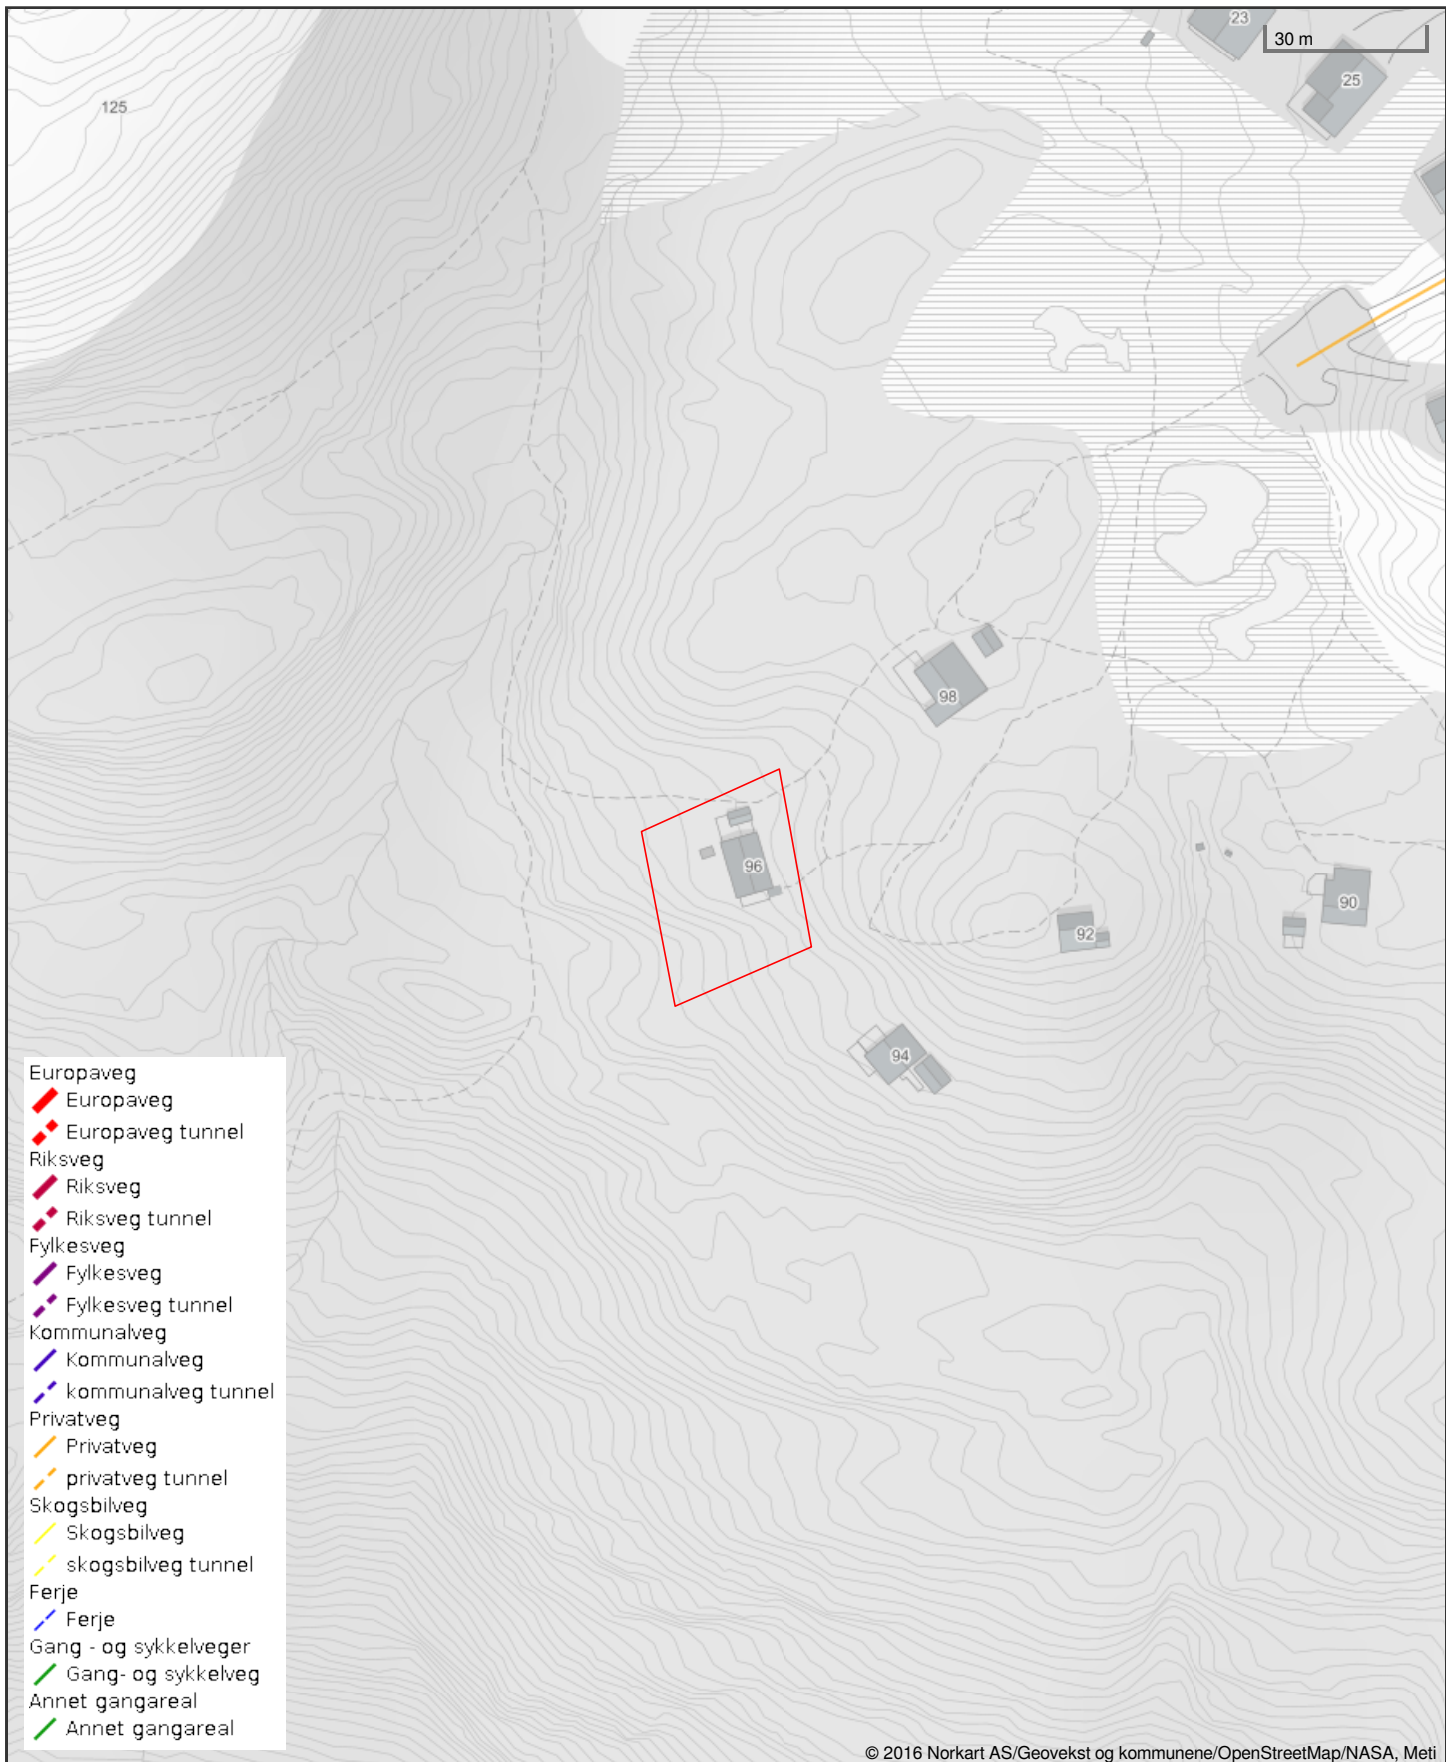 23
30 m
25
125
98
96
90
92
94
Europaveg
Europaveg
Europaveg tunnel
Riksveg
Riksveg
Riksveg tunnel
Fylkesveg
Fylkesveg
Fylkesveg tunnel
Kommunalveg
Kommunalveg
kommunalveg tunnel
Privatveg
Privatveg
privatveg tunnel
Skogsbilveg
Skogsbilveg
skogsbilveg tunnel
Ferje
Ferje
Gang - og sykkelveger
Gang- og sykkelveg
Annet gangareal
Annet gangareal
© 2016 Norkart AS/Geovekst og kommunene/OpenStreetMap/NASA, Meti